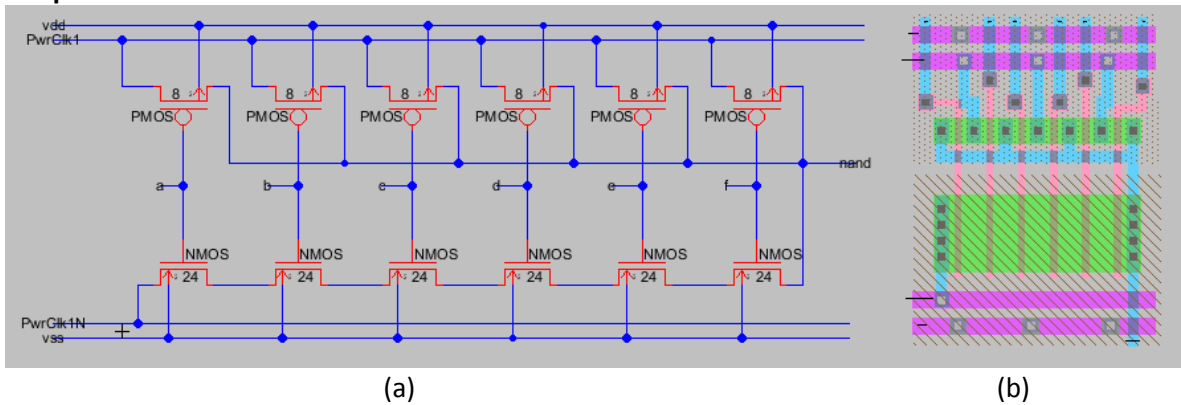 vdd
PwrClk1
8 8 8 8 8 8
PMOS PMOS PMOS PMOS PMOS PMOS
nand
a b c d e f
NMOS NMOS NMOS NMOS NMOS NMOS
24 24 24 24 24 24
PwrClk1N
vss
(a) (b)